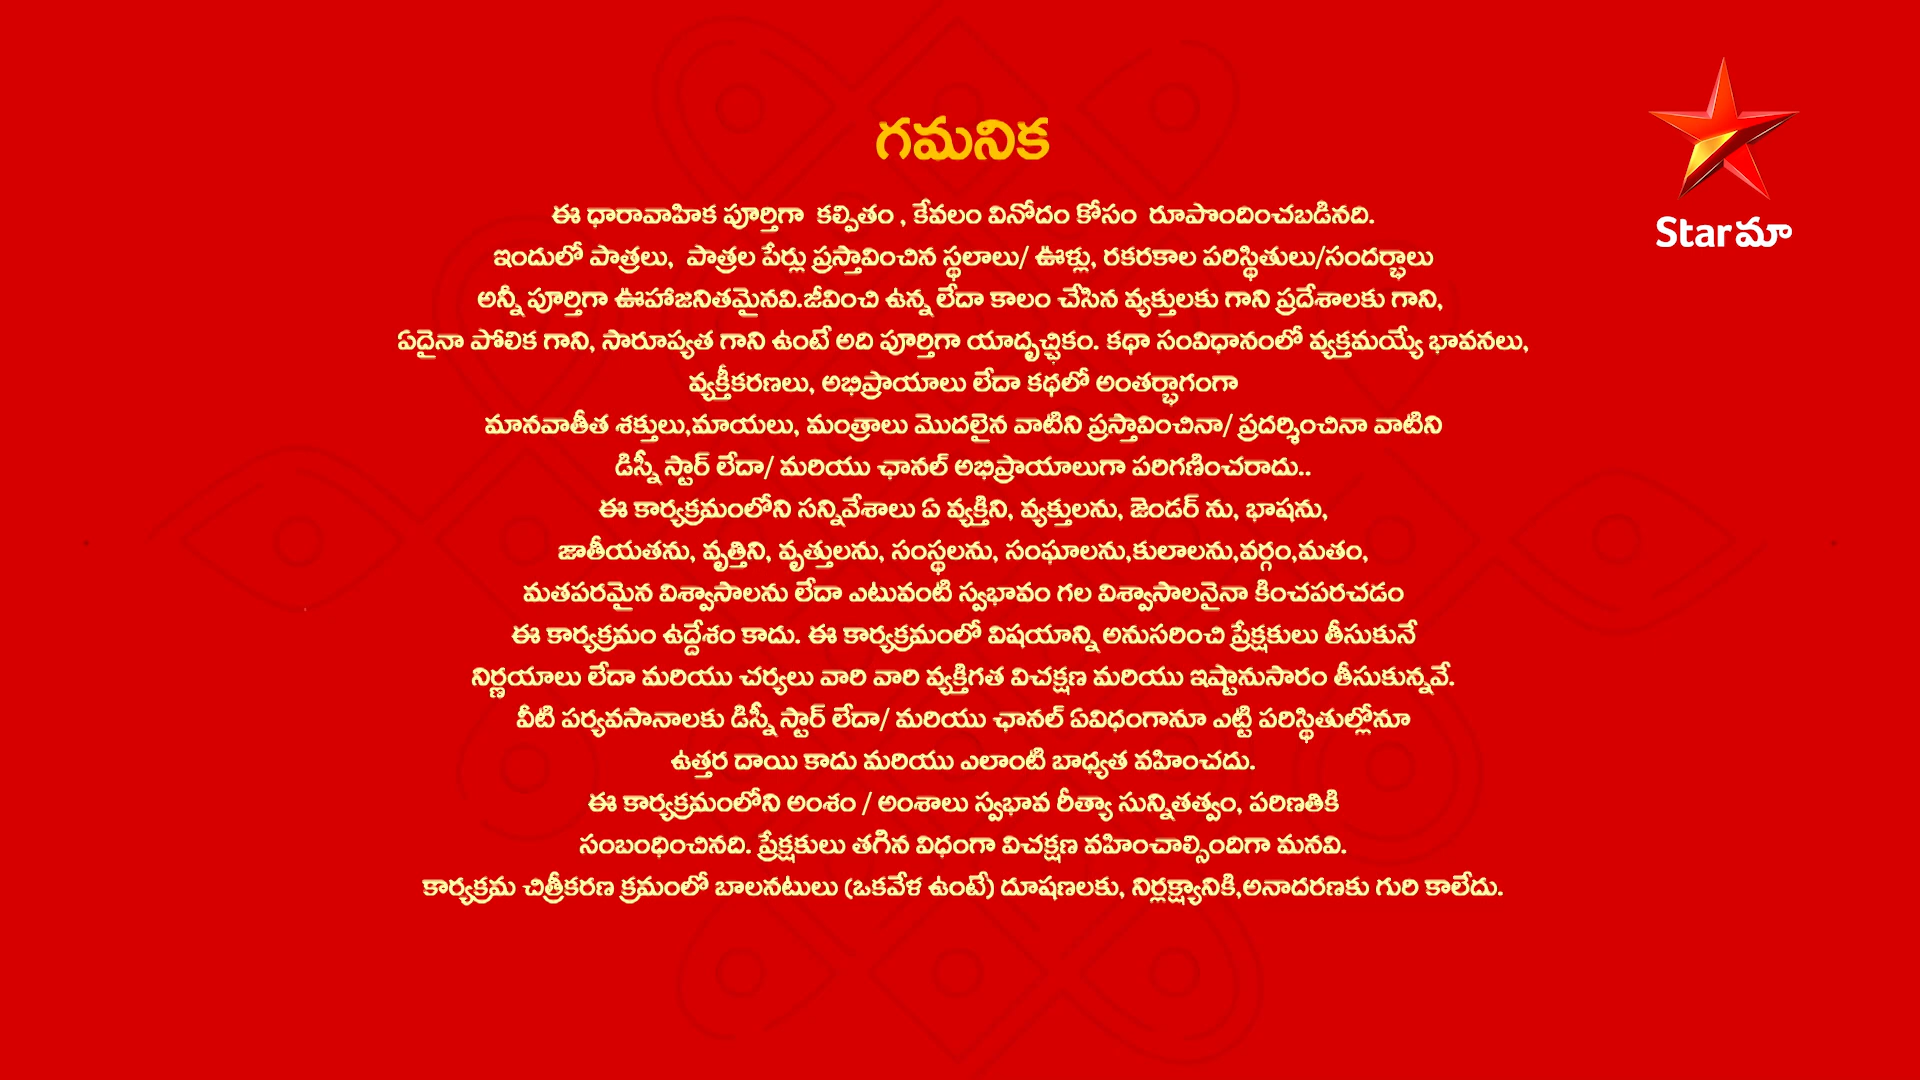 గమనిక
Starమా
ఈ ధారావాహిక పూర్తిగా కల్పితం , కేవలం వినోదం కోసం రూపొందించబడినది.
ఇందులో పాత్రలు, పాత్రల పేర్లు ప్రస్తావించిన స్థలాలు/ ఊళ్లు, రకరకాల పరిస్థితులు/సందర్భాలు
అన్నీ పూర్తిగా ఊహాజనితమైనవి.జీవించి ఉన్న లేదా కాలం చేసిన వ్యక్తులకు గాని ప్రదేశాలకు గాని,
ఏదైనా పోలిక గాని, సారూప్యత గాని ఉంటే అది పూర్తిగా యాదృచ్ఛికం. కథా సంవిధానంలో వ్యక్తమయ్యే భావనలు,
వ్యక్తీకరణలు, అభిప్రాయాలు లేదా కథలో అంతర్భాగంగా
మానవాతీత శక్తులు,మాయలు, మంత్రాలు మొదలైన వాటిని ప్రస్తావించినా/ ప్రదర్శించినా వాటిని
డిస్నీ స్టార్ లేదా/ మరియు ఛానల్ అభిప్రాయాలుగా పరిగణించరాదు..
ఈ కార్యక్రమంలోని సన్నివేశాలు ఏ వ్యక్తిని, వ్యక్తులను, జెండర్ ను, భాషను,
జాతీయతను, వృత్తిని, వృత్తులను, సంస్థలను, సంఘాలను,కులాలను,వర్గం,మతం,
మతపరమైన విశ్వాసాలను లేదా ఎటువంటి స్వభావం గల విశ్వాసాలనైనా కించపరచడం
ఈ కార్యక్రమం ఉద్దేశం కాదు. ఈ కార్యక్రమంలో విషయాన్ని అనుసరించి ప్రేక్షకులు తీసుకునే
నిర్ణయాలు లేదా మరియు చర్యలు వారి వారి వ్యక్తిగత విచక్షణ మరియు ఇష్టానుసారం తీసుకున్నవే.
వీటి పర్యవసానాలకు డిస్నీ స్టార్ లేదా/ మరియు ఛానల్ ఏవిధంగానూ ఎట్టి పరిస్థితుల్లోనూ
ఉత్తర దాయి కాదు మరియు ఎలాంటి బాధ్యత వహించదు.
ఈ కార్యక్రమంలోని అంశం / అంశాలు స్వభావ రీత్యా సున్నితత్వం, పరిణతికి
సంబంధించినది. ప్రేక్షకులు తగిన విధంగా విచక్షణ వహించాల్సిందిగా మనవి.
కార్యక్రమ చిత్రీకరణ క్రమంలో బాలనటులు (ఒకవేళ ఉంటే) దూషణలకు, నిర్లక్ష్యానికి,అనాదరణకు గురి కాలేదు.